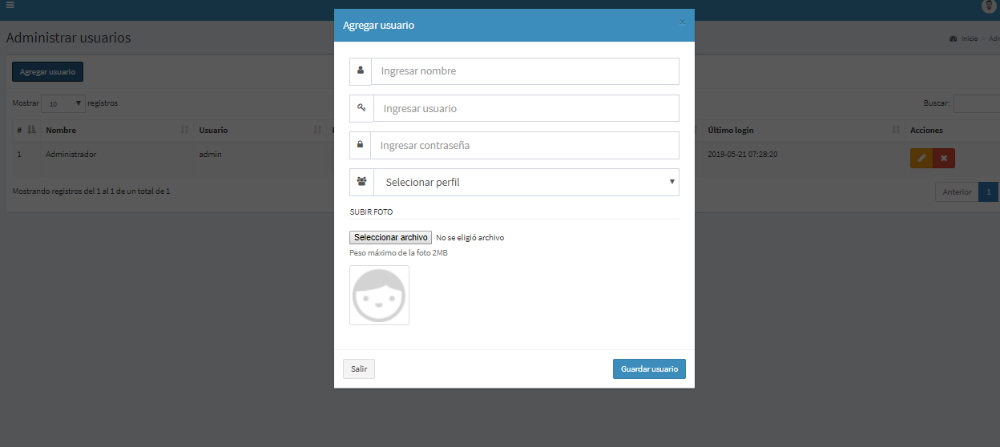 Agregar usuario ×
Administrar usuarios
Inicio > Adm
Agregar usuario
Mostrar 10 registros
Buscar:
# Nombre Usuario Último login Acciones
1 Administrador admin 2019-05-21 07:28:20
Mostrando registros del 1 al 1 de un total de 1
Anterior 1
Ingresar nombre
Ingresar usuario
Ingresar contraseña
Selecionar perfil
SUBIR FOTO
Seleccionar archivo No se eligió archivo
Peso máximo de la foto 2MB
Salir Guardar usuario